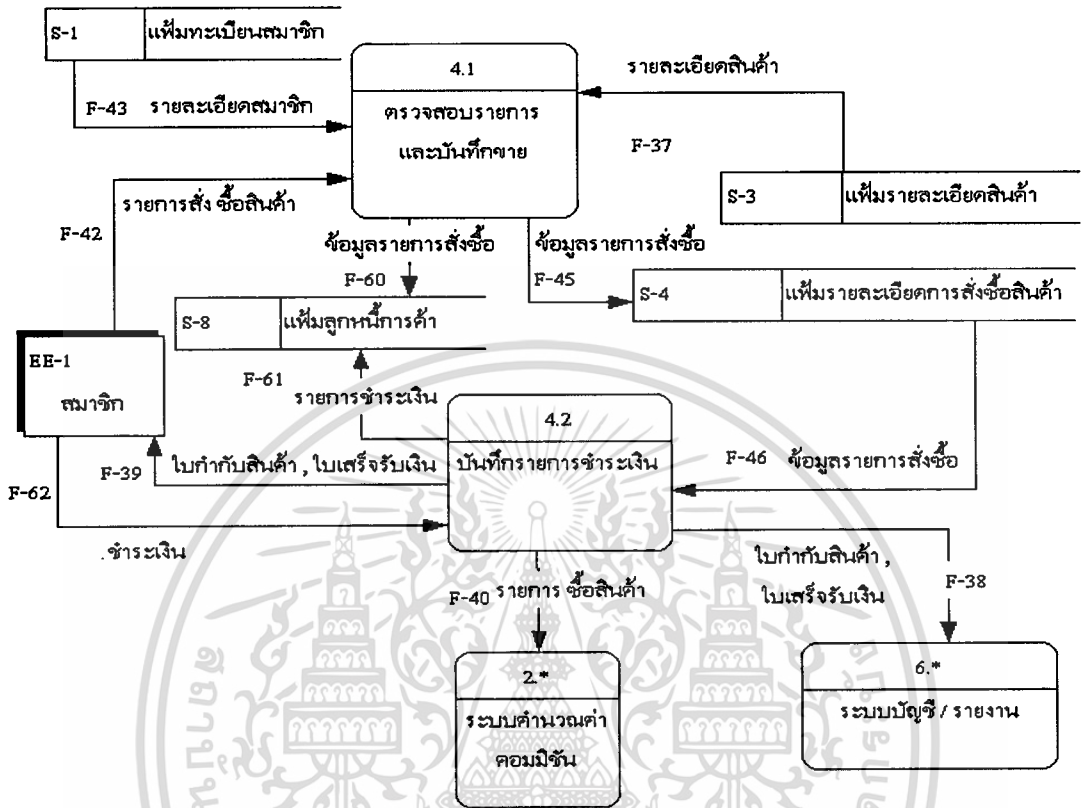 S-1 แฟ้มทะเบียนสมาชิก
4.1
ตรวจสอบรายการ
และบันทึกขาย
รายละเอียดสินค้า
F-43 รายละเอียดสมาชิก
F-37
รายการสั่ง ซื้อสินค้า
S-3 แฟ้มรายละเอียดสินค้า
F-42
ข้อมูลรายการสั่งซื้อ
ข้อมูลรายการสั่งซื้อ
F-60
F-45
S-4 แฟ้มรายละเอียดการสั่งซื้อสินค้า
S-8 แฟ้มลูกหนี้การค้า
EE-1
สมาชิก
F-61
รายการชำระเงิน
4.2
บันทึกรายการชำระเงิน
F-39 ใบกำกับสินค้า , ใบเสร็จรับเงิน
F-46 ข้อมูลรายการสั่งซื้อ
F-62
.ชำระเงิน
ใบกำกับสินค้า ,
ใบเสร็จรับเงิน
F-38
F-40 รายการ ซื้อสินค้า
2.*
ระบบคำนวณค่า
คอมมิชัน
6.*
ระบบบัญชี / รายงาน